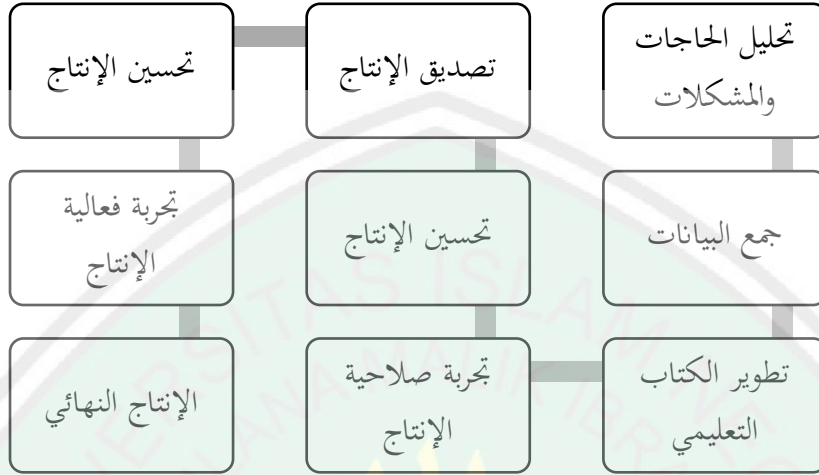 تحليل الحاجات
والمشكلات
جمع البيانات
تطوير الكتاب
التعليمي
تجربة صلاحية
الإنتاج
تحسين الإنتاج
تصديق الإنتاج
تحسين الإنتاج
تجربة فعالية
الإنتاج
الإنتاج النهائي